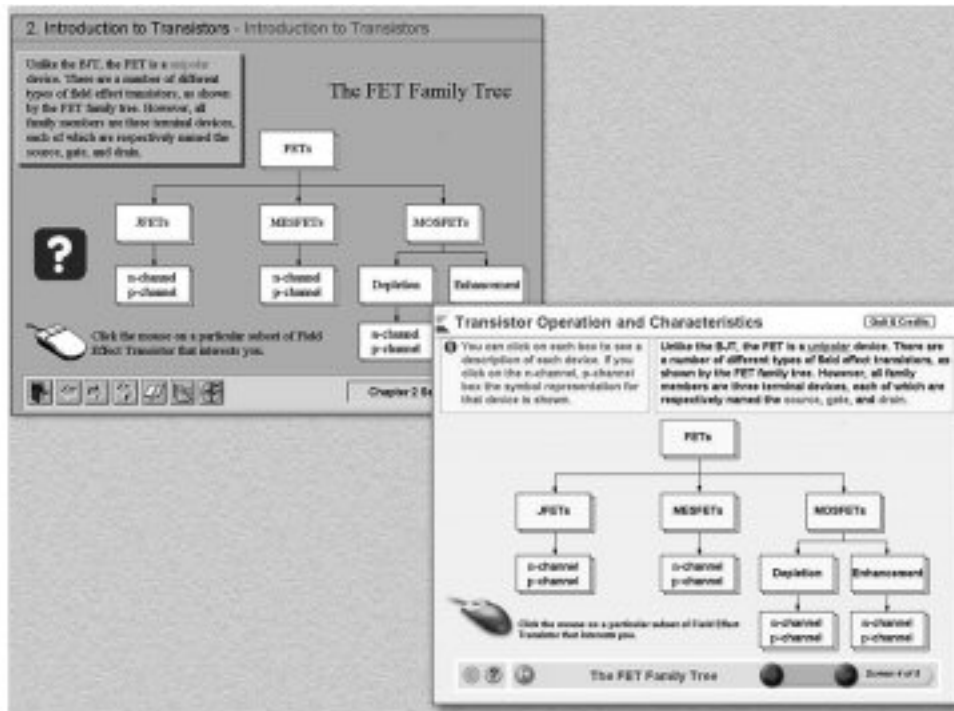 2. Introduction to Transistors - Introduction to Transistors
Unlike the BJT, the FET is a unipolar
device. There are a number of different
types of field effect transistors, as shown
by the FET family tree. However, all
family members are three terminal devices,
each of which are respectively named the
source, gate, and drain.
The FET Family Tree
FETs
JFETs
MESFETs
MOSFETs
?
n-channel
p-channel
n-channel
p-channel
Depletion
Enhancement
n-channel
p-channel
Click the mouse on a particular subset of Field
Effect Transistor that interests you.
Chapter 2
Transistor Operation and Characteristics
Quit & Credits
You can click on each box to see a
description of each device. If you
click on the n-channel, p-channel
box the symbol representation for
that device is shown.
Unlike the BJT, the FET is a unipolar device. There are
a number of different types of field effect transistors, as
shown by the FET family tree. However, all family
members are three terminal devices, each of which are
respectively named the source, gate, and drain.
FETs
JFETs
MESFETs
MOSFETs
n-channel
p-channel
n-channel
p-channel
Depletion
Enhancement
n-channel
p-channel
n-channel
p-channel
Click the mouse on a particular subset of Field Effect
Transistor that interests you.
?
The FET Family Tree
Screen 4 of